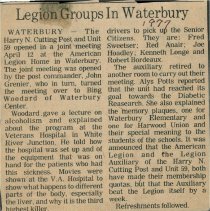 Legion Groups In Waterbury
1977
WATERBURY - The
Harry N. Cutting Post and Unit
59 opened in a joint meeting
April 12 at the American
Legion Home in Waterbury.
The joint meeting was opened
by the post commander, John
Grenier, who in turn, turned
the meeting over to Bing
Woodard of Waterbury
Center.
Woodard gave a lecture on
alcoholism and explained
about the program at the
Veterans Hospital in White
River Junction. He told how
the hospital was set up and of
the equipment that was on
hand for the patients who had
this sickness. Movies were
shown at the V.A. Hospital to
show what happens to different
parts of the body, especially
the liver, and why it is the third
highest killer.
drivers to pick up the Senior
Citizens. They are: Fred
Sweetser; Red Anair, Joe
Houdley, Kenneth Longe and
Robert Bordeaux.
The auxiliary retired to
another room to carry out their
meeting. Alys Potts reported
that the unit had reached its
goal towards the Diabetic
Research. She also explained
the memory plaques, one for
Waterbury Elementary and
one for Harwood Union and
their special meaning to the
students of the schools. It was
announced that the American
Legion and the Legion
Auxiliary of the Harry N.
Cutting Post and Unit 59, both
have made their membership
quotas, but that the Auxiliary
beat the Legion itself by a
week.
Refreshments followed.